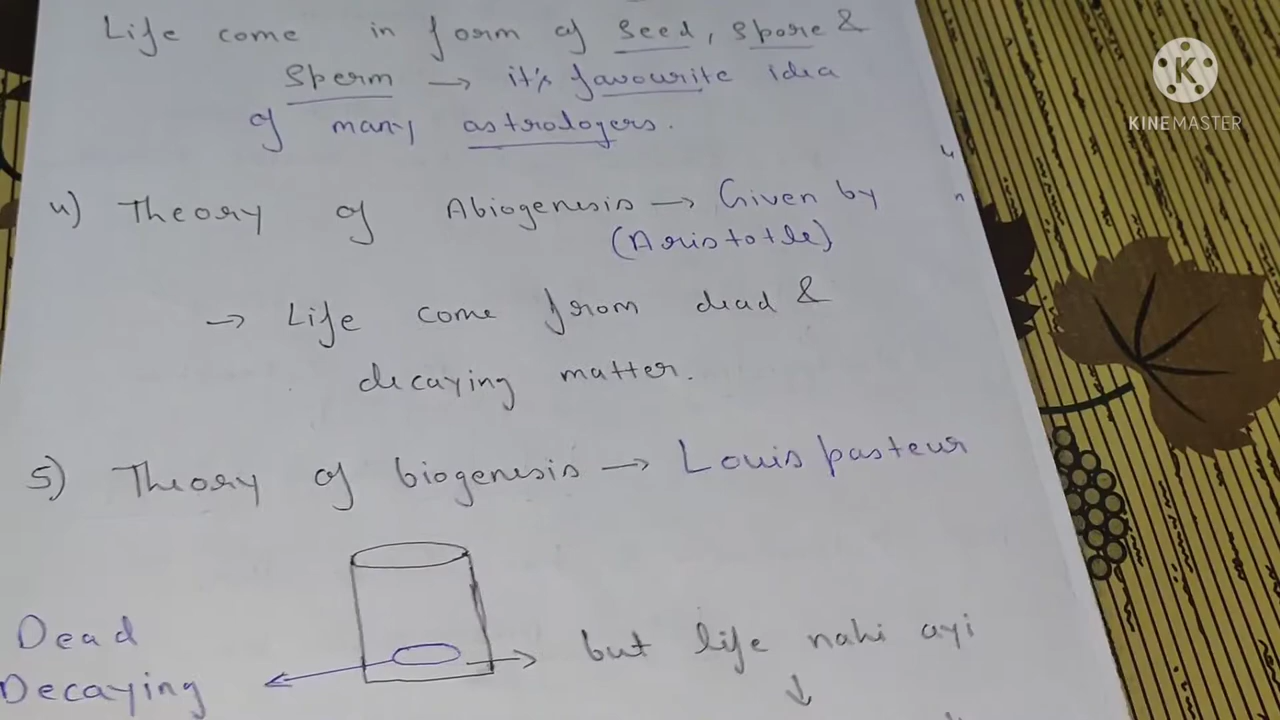 Life come in form of seed, spore &
sperm → it's favourite idea
of many astrologers.
4) Theory of Abiogenesis → Given by
(Aristotle)
→ Life come from dead &
decaying matter.
5) Theory of biogenesis → Louis pasteur
Dead
Decaying
but life nahi ayi
K
KINEMASTER